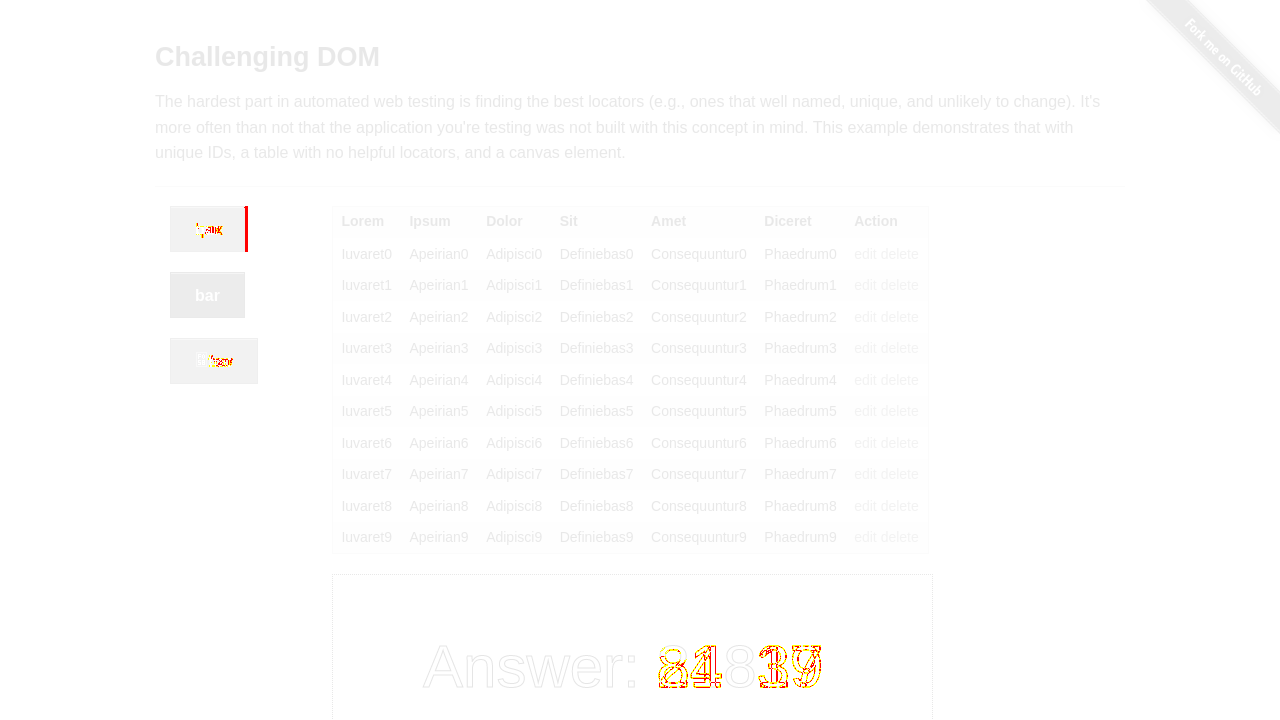 Fork me on GitHub
Challenging DOM
The hardest part in automated web testing is finding the best locators (e.g., ones that well named, unique, and unlikely to change). It's
more often than not that the application you're testing was not built with this concept in mind. This example demonstrates that with
unique IDs, a table with no helpful locators, and a canvas element.
bar
Lorem Ipsum Dolor Sit Amet Diceret Action
Iuvaret0 Apeirian0 Adipisci0 Definiebas0 Consequuntur0 Phaedrum0 edit delete
Iuvaret1 Apeirian1 Adipisci1 Definiebas1 Consequuntur1 Phaedrum1 edit delete
Iuvaret2 Apeirian2 Adipisci2 Definiebas2 Consequuntur2 Phaedrum2 edit delete
Iuvaret3 Apeirian3 Adipisci3 Definiebas3 Consequuntur3 Phaedrum3 edit delete
Iuvaret4 Apeirian4 Adipisci4 Definiebas4 Consequuntur4 Phaedrum4 edit delete
Iuvaret5 Apeirian5 Adipisci5 Definiebas5 Consequuntur5 Phaedrum5 edit delete
Iuvaret6 Apeirian6 Adipisci6 Definiebas6 Consequuntur6 Phaedrum6 edit delete
Iuvaret7 Apeirian7 Adipisci7 Definiebas7 Consequuntur7 Phaedrum7 edit delete
Iuvaret8 Apeirian8 Adipisci8 Definiebas8 Consequuntur8 Phaedrum8 edit delete
Iuvaret9 Apeirian9 Adipisci9 Definiebas9 Consequuntur9 Phaedrum9 edit delete
Answer: